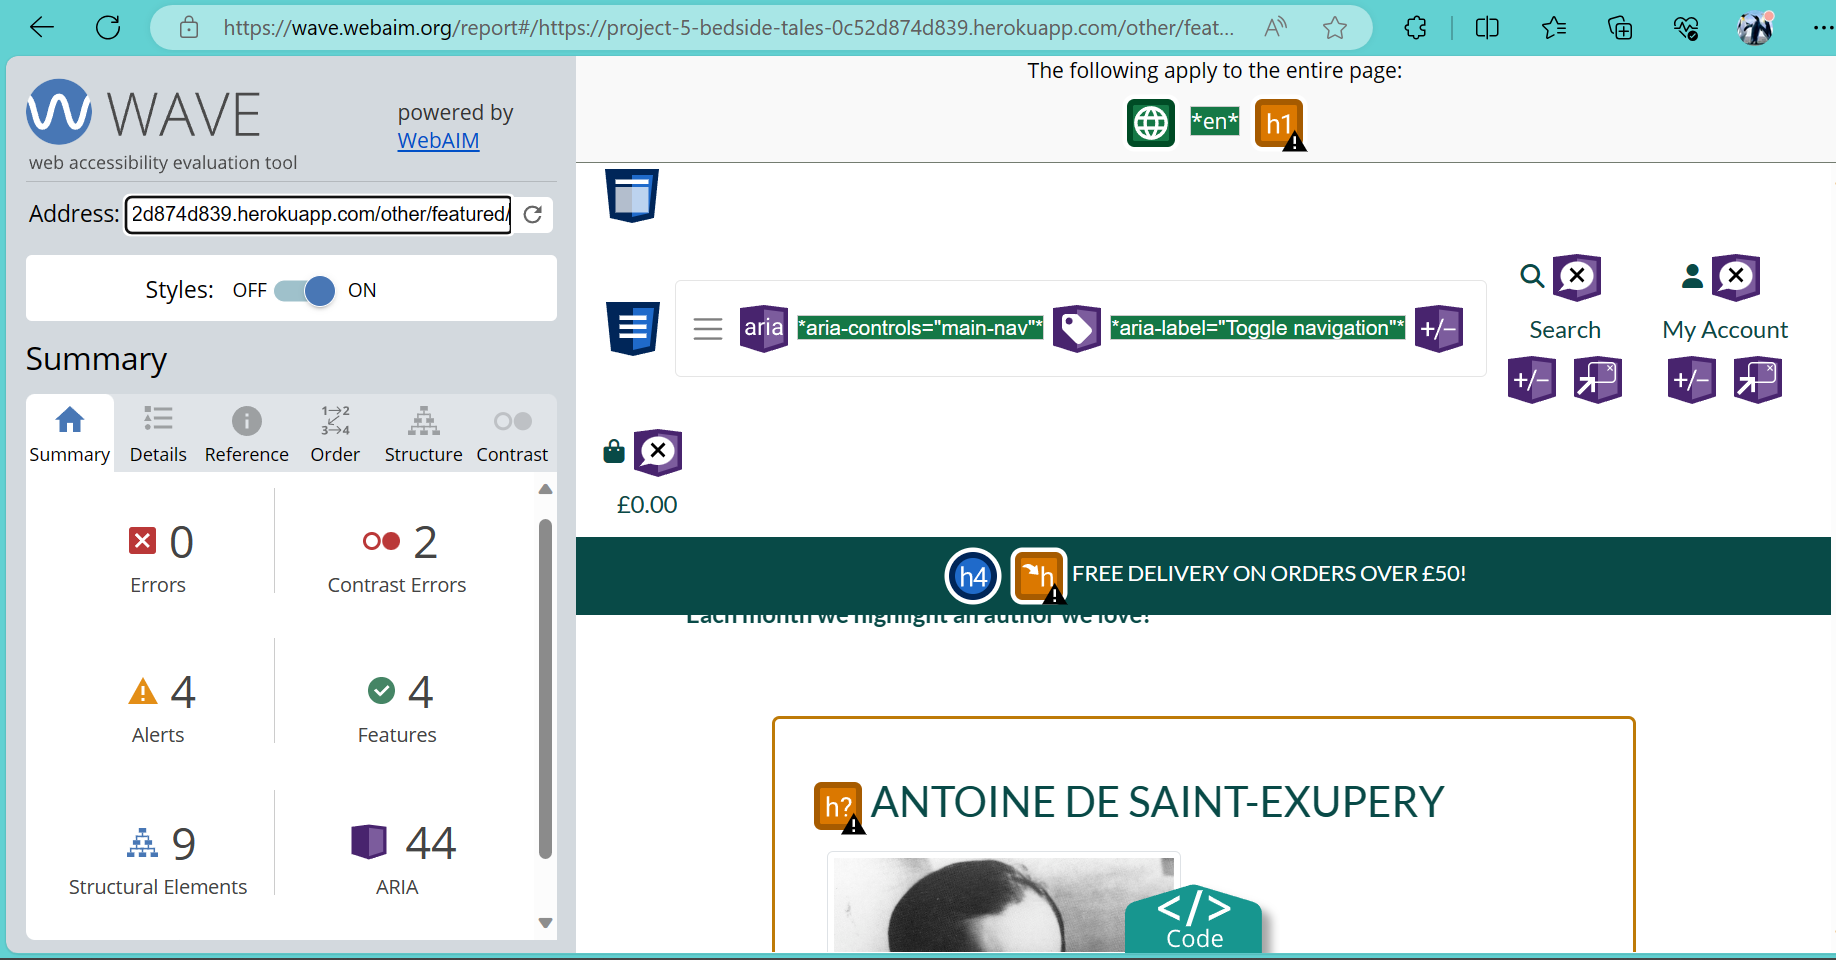 https://wave.webaim.org/report#/https://project-5-bedside-tales-0c52d874d839.herokuapp.com/other/feat...
WAVE
powered by
WebAIM
web accessibility evaluation tool
Address: 2d874d839.herokuapp.com/other/featured/
Styles: OFF ON
Summary
1→2
3→4
Summary Details Reference Order Structure Contrast
0
Errors
2
Contrast Errors
4
Alerts
4
Features
9
Structural Elements
44
ARIA
The following apply to the entire page:
*en* h1
aria *aria-controls="main-nav"* *aria-label="Toggle navigation"* +/−
Search
+/−
My Account
+/−
£0.00
h4 h FREE DELIVERY ON ORDERS OVER £50!
Each month we highlight an author we love!
h? ANTOINE DE SAINT-EXUPERY
</>
Code